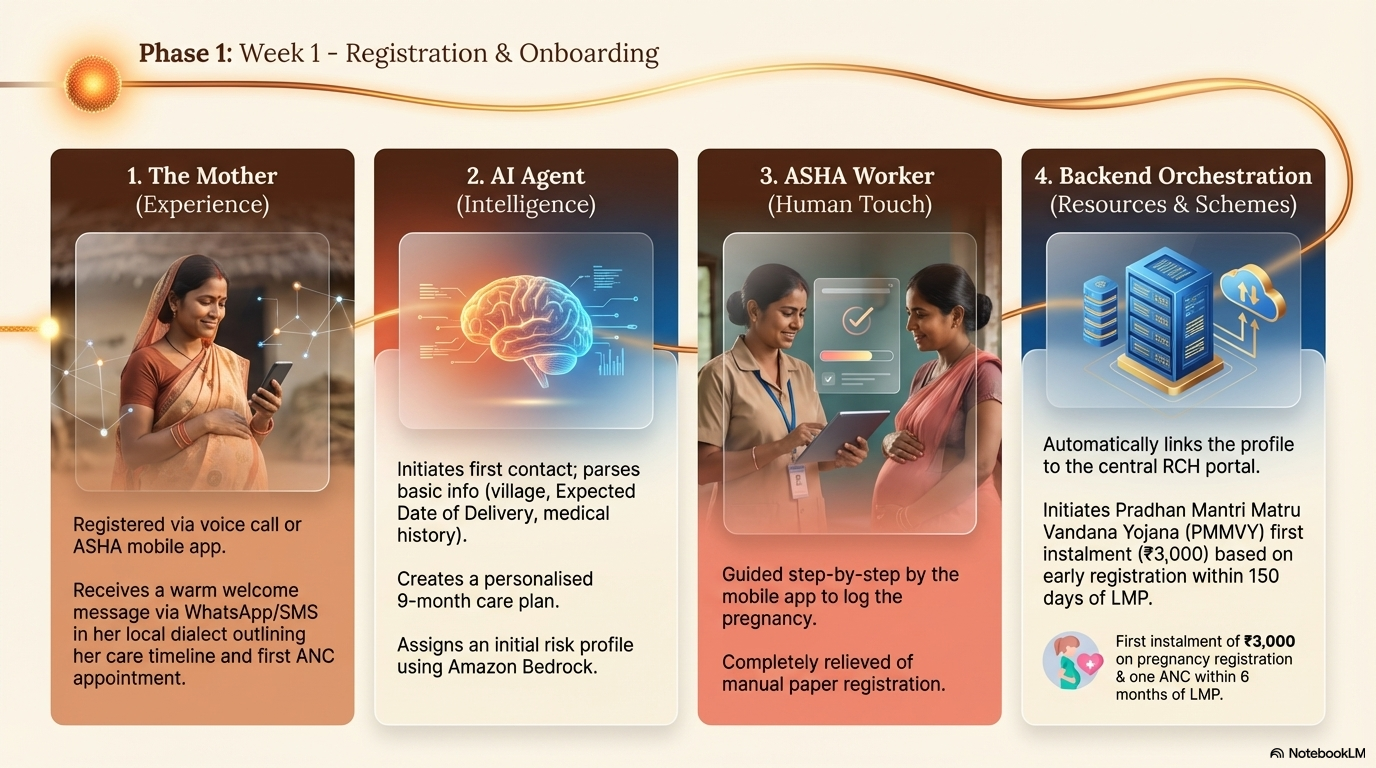 Phase 1: Week 1 - Registration & Onboarding
1. The Mother
(Experience)
Registered via voice call or
ASHA mobile app.
Receives a warm welcome
message via WhatsApp/SMS
in her local dialect outlining
her care timeline and first ANC
appointment.
2. AI Agent
(Intelligence)
Initiates first contact; parses
basic info (village, Expected
Date of Delivery, medical
history).
Creates a personalised
9-month care plan.
Assigns an initial risk profile
using Amazon Bedrock.
3. ASHA Worker
(Human Touch)
Guided step-by-step by the
mobile app to log the
pregnancy.
Completely relieved of
manual paper registration.
4. Backend Orchestration
(Resources & Schemes)
Automatically links the profile
to the central RCH portal.
Initiates Pradhan Mantri Matru
Vandana Yojana (PMMVY) first
instalment (₹3,000) based on
early registration within 150
days of LMP.
First instalment of ₹3,000
on pregnancy registration
& one ANC within 6
months of LMP.
NotebookLM